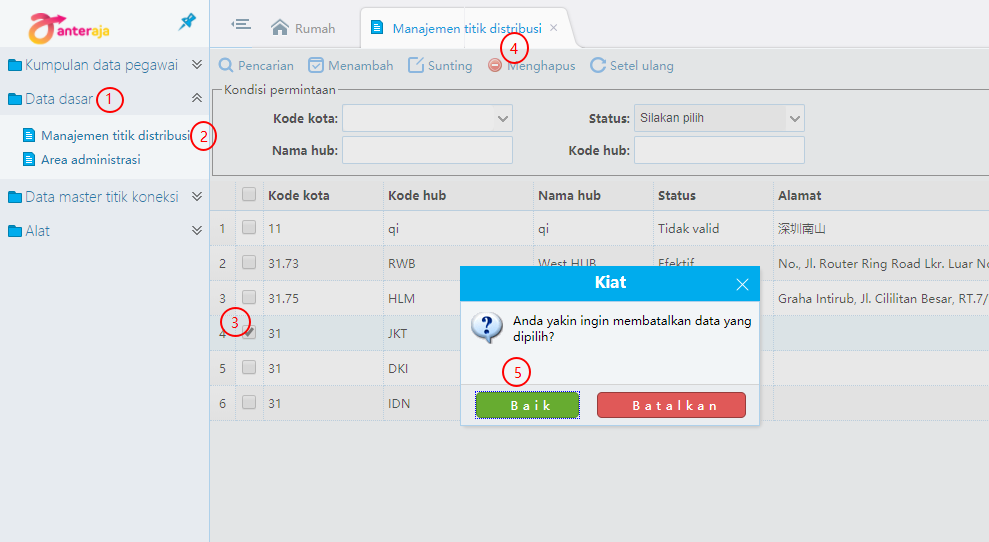 anteraja
Rumah
Manajemen titik distribusi ×
4
Kumpulan data pegawai
Pencarian Menambah Sunting Menghapus Setel ulang
Data dasar 1
Kondisi permintaan
Kode kota: Status: Silakan pilih
Manajemen titik distribusi 2
Nama hub: Kode hub:
Area administrasi
Data master titik koneksi
Alat
Kode kota Kode hub Nama hub Status Alamat
1 11 qi qi Tidak valid 深圳南山
2 31.73 RWB West HUB Efektif No., Jl. Router Ring Road Lkr. Luar No
3 31.75 HLM Graha Intirub, Jl. Cililitan Besar, RT.7/
3
4 31 JKT
5 31 DKI
6 31 IDN
Kiat
Anda yakin ingin membatalkan data yang
dipilih?
5
Baik Batalkan